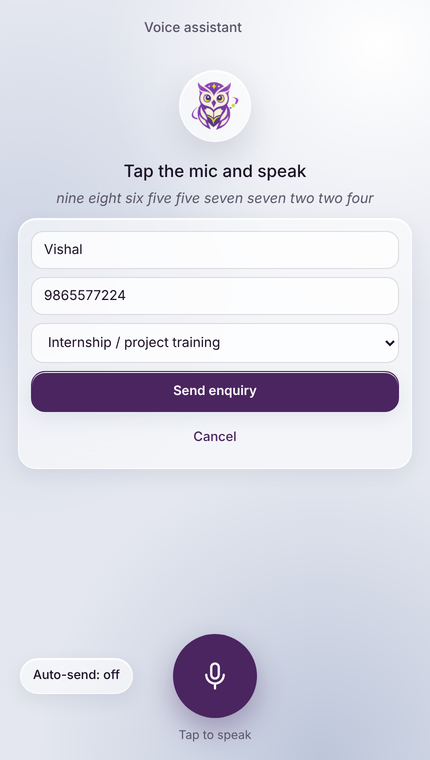 Voice assistant
Tap the mic and speak
nine eight six five five seven seven two two four
Vishal
9865577224
Internship / project training
Send enquiry
Cancel
Auto-send: off
Tap to speak